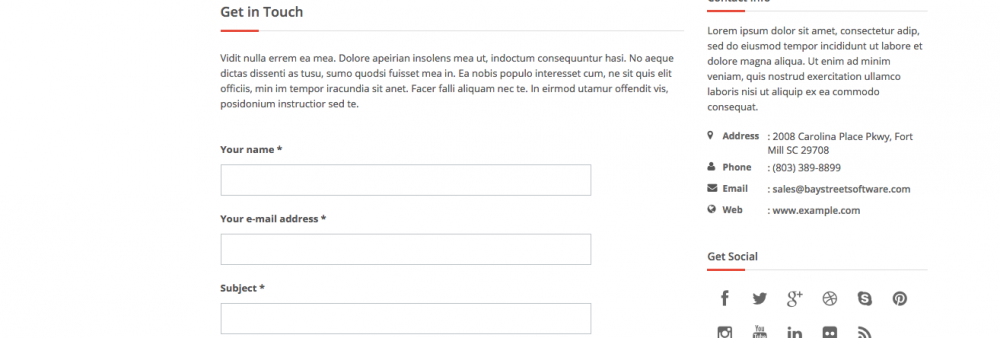 Get in Touch
Vidit nulla errem ea mea. Dolore apeirian insolens mea ut, indoctum consequuntur hasi. No aeque
dictas dissenti as tusu, sumo quodsi fuisset mea in. Ea nobis populo interesset cum, ne sit quis elit
officiis, min im tempor iracundia sit anet. Facer falli aliquam nec te. In eirmod utamur offendit vis,
posidonium instructior sed te.
Your name *
Your e-mail address *
Subject *
Contact Info
Lorem ipsum dolor sit amet, consectetur adip,
sed do eiusmod tempor incididunt ut labore et
dolore magna aliqua. Ut enim ad minim
veniam, quis nostrud exercitation ullamco
laboris nisi ut aliquip ex ea commodo
consequat.
Address : 2008 Carolina Place Pkwy, Fort
Mill SC 29708
Phone : (803) 389-8899
Email : sales@baystreetsoftware.com
Web : www.example.com
Get Social